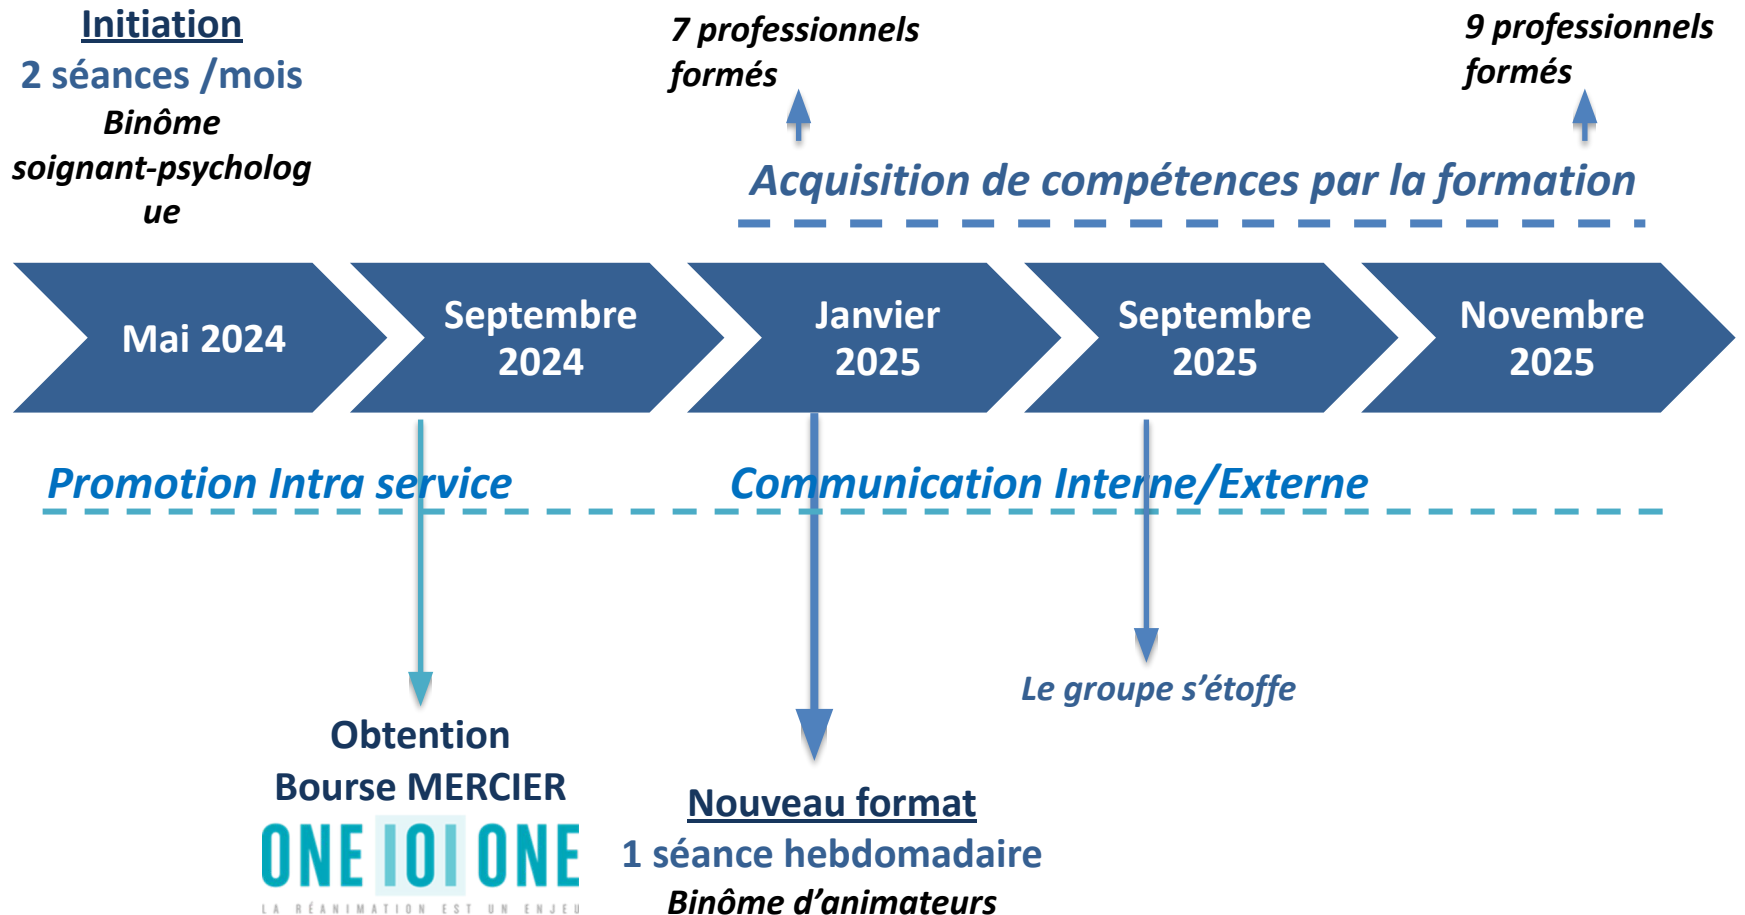 Initiation
2 séances /mois
Binôme
soignant-psycholog
ue
7 professionnels
formés
9 professionnels
formés
Acquisition de compétences par la formation
Mai 2024
Septembre
2024
Janvier
2025
Septembre
2025
Novembre
2025
Promotion Intra service
Communication Interne/Externe
Le groupe s’étoffe
Obtention
Bourse MERCIER
ONE IOI ONE
LA RÉANIMATION EST UN ENJEU
Nouveau format
1 séance hebdomadaire
Binôme d’animateurs